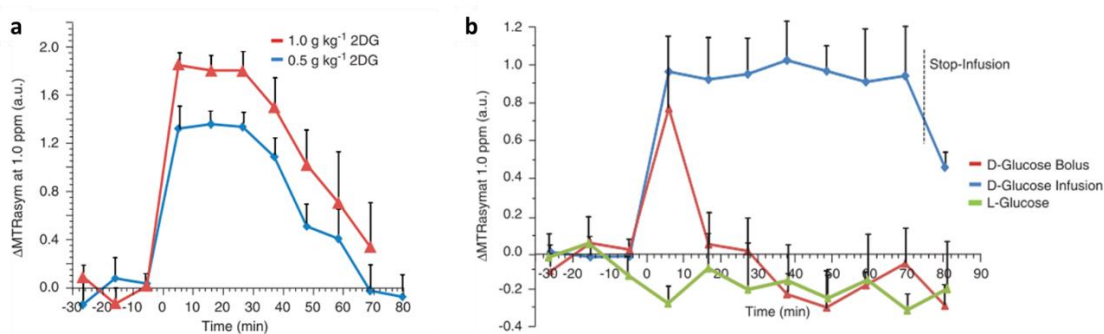 a
ΔMTRasym at 1.0 ppm (a.u.)
2.0
1.6
1.2
0.8
0.4
0.0
1.0 g kg⁻¹ 2DG
0.5 g kg⁻¹ 2DG
-30 -20 -10 0 10 20 30 40 50 60 70 80
Time (min)
b
ΔMTRasymat 1.0 ppm (a.u.)
1.2
1.0
0.8
0.6
0.4
0.2
0.0
-0.2
-0.4
Stop-Infusion
D-Glucose Bolus
D-Glucose Infusion
L-Glucose
-30 -20 -10 0 10 20 30 40 50 60 70 80 90
Time (min)